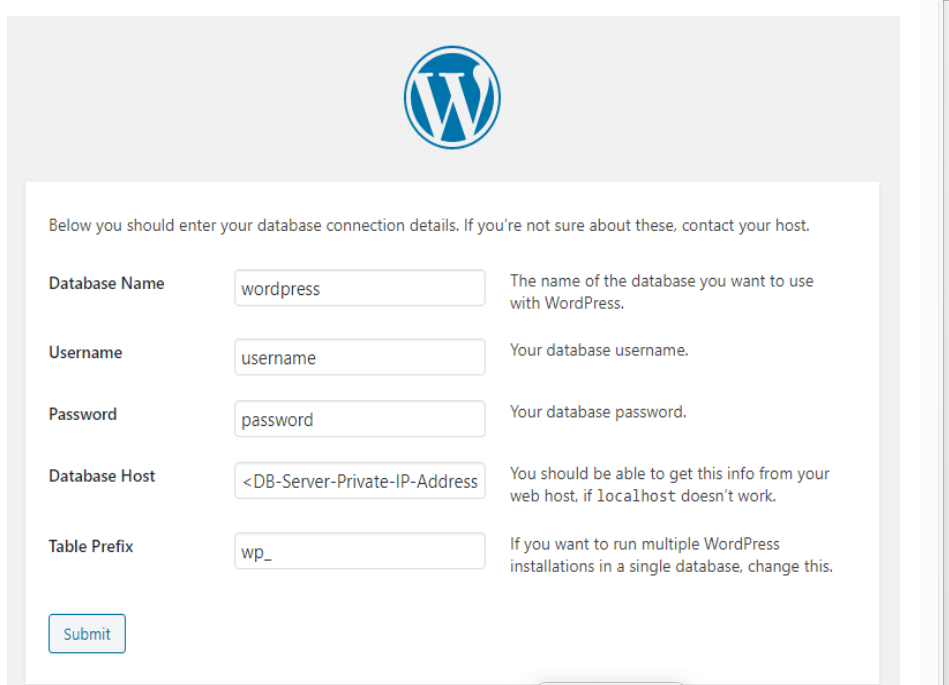 Below you should enter your database connection details. If you’re not sure about these, contact your host.
Database Name
wordpress
The name of the database you want to use
with WordPress.
Username
username
Your database username.
Password
password
Your database password.
Database Host
<DB-Server-Private-IP-Address
You should be able to get this info from your
web host, if localhost doesn’t work.
Table Prefix
wp_
If you want to run multiple WordPress
installations in a single database, change this.
Submit